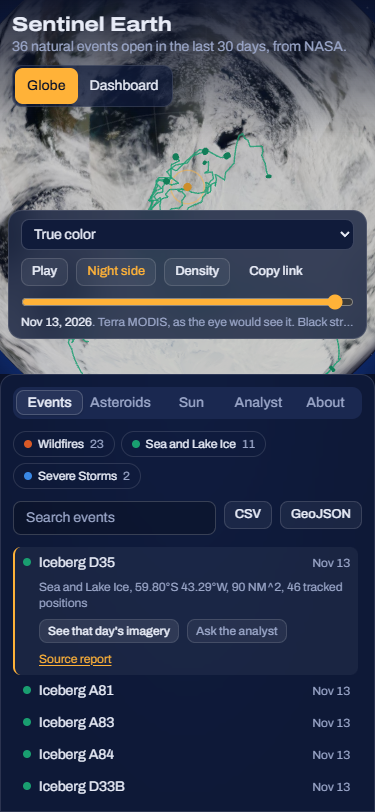 Sentinel Earth
36 natural events open in the last 30 days, from NASA.
Globe Dashboard
True color
Play Night side Density Copy link
Nov 13, 2026. Terra MODIS, as the eye would see it. Black str...
Events Asteroids Sun Analyst About
Wildfires 23 Sea and Lake Ice 11
Severe Storms 2
Search events CSV GeoJSON
Iceberg D35 Nov 13
Sea and Lake Ice, 59.80°S 43.29°W, 90 NM^2, 46 tracked
positions
See that day's imagery Ask the analyst
Source report
Iceberg A81 Nov 13
Iceberg A83 Nov 13
Iceberg A84 Nov 13
Iceberg D33B Nov 13